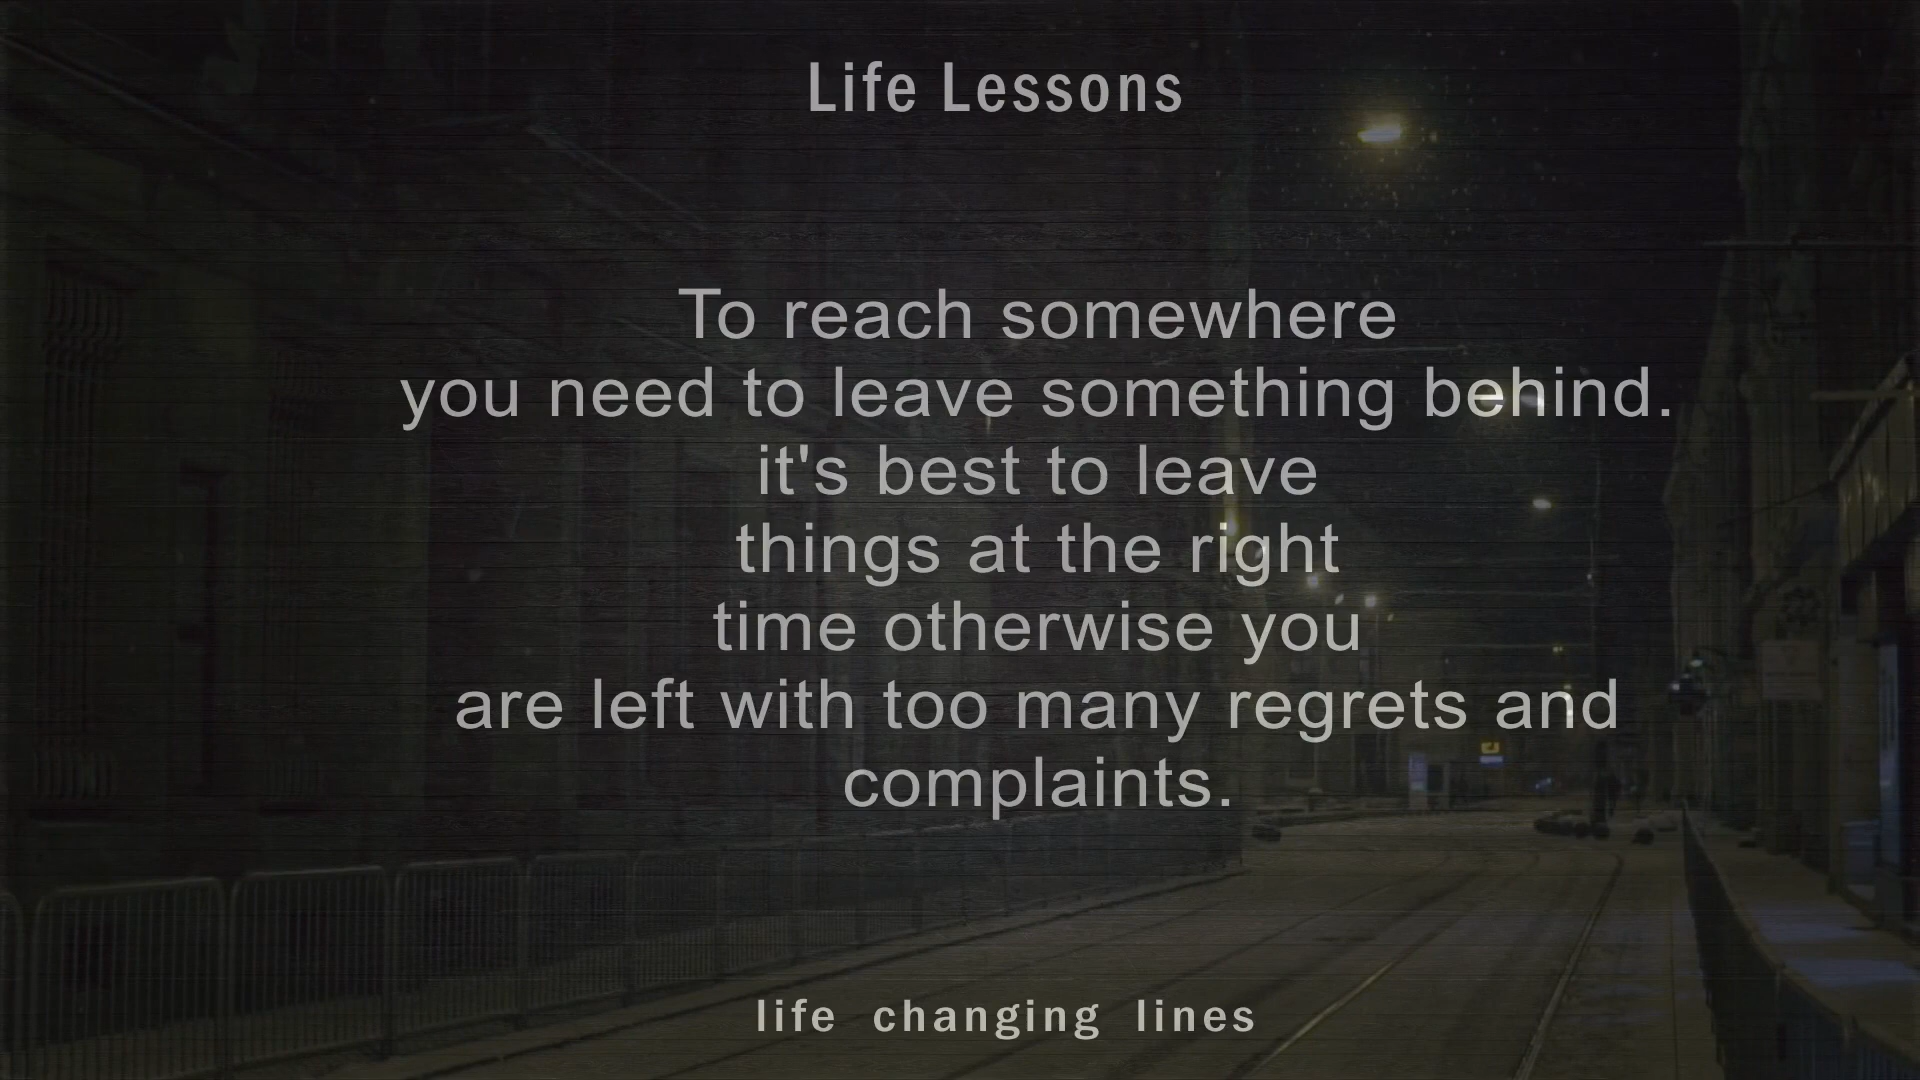 Life Lessons
To reach somewhere
you need to leave something behind.
it's best to leave
things at the right
time otherwise you
are left with too many regrets and
complaints.
life changing lines